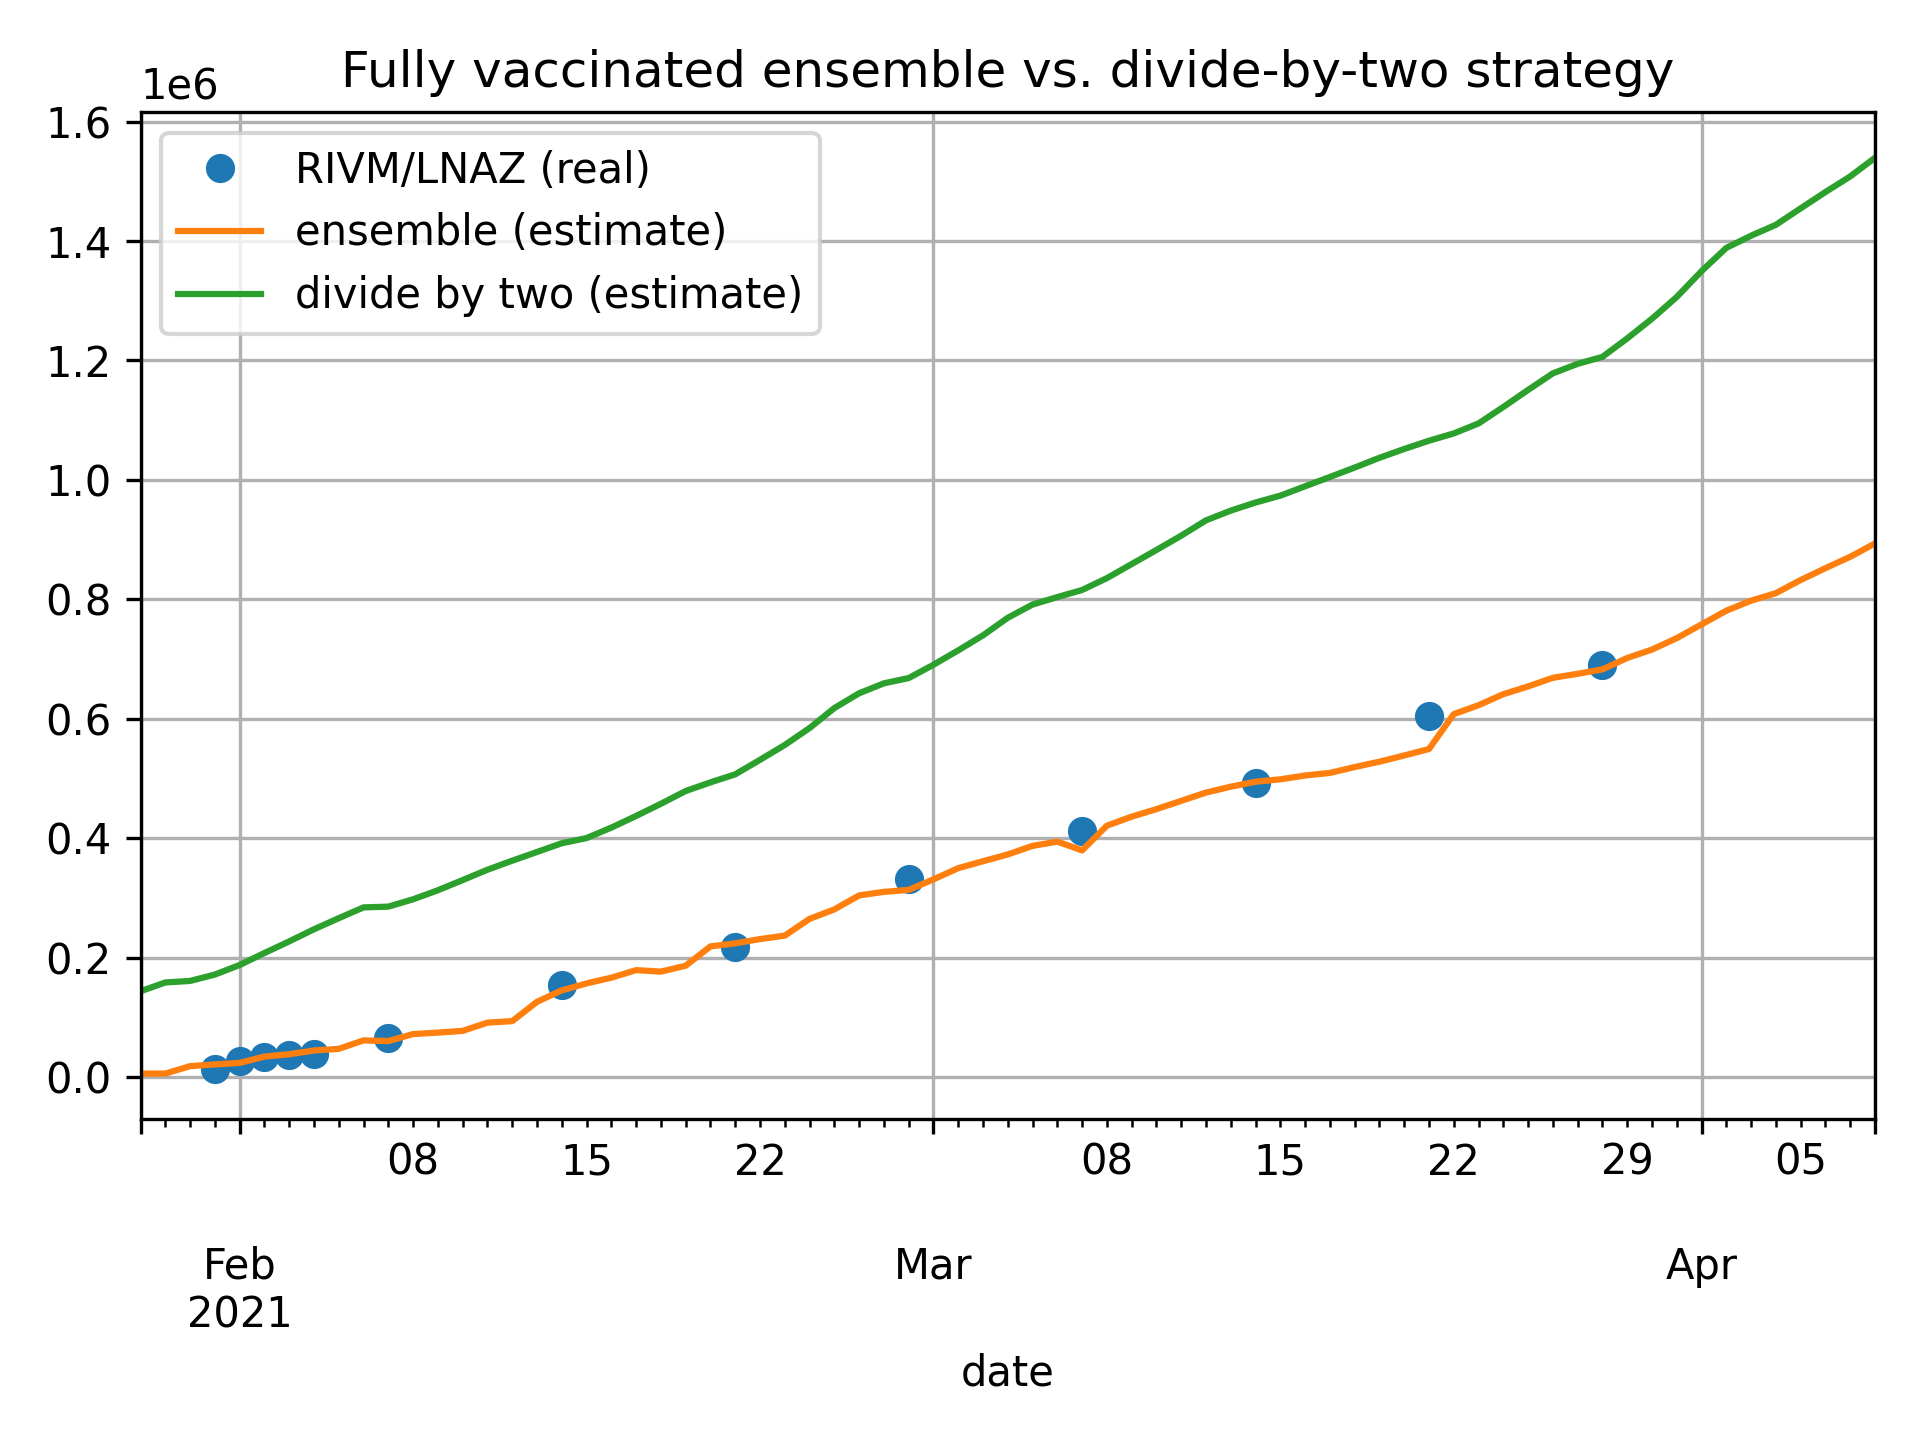 Fully vaccinated ensemble vs. divide-by-two strategy
1e6
1.6
1.4
1.2
1.0
0.8
0.6
0.4
0.2
0.0
RIVM/LNAZ (real)
ensemble (estimate)
divide by two (estimate)
08 15 22 08 15 22 29 05
Feb Mar Apr
2021
date